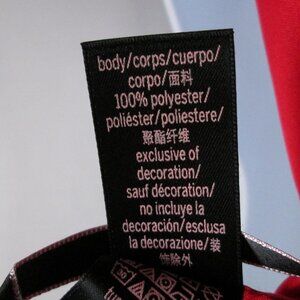 body/corps/cuerpo/
corpo/面料
100% polyester/
poliéster/poliestere/
聚酯纤维
exclusive of
decoration/
sauf décoration/
no incluye la
decoración/esclusa
la decorazione/装
饰除外